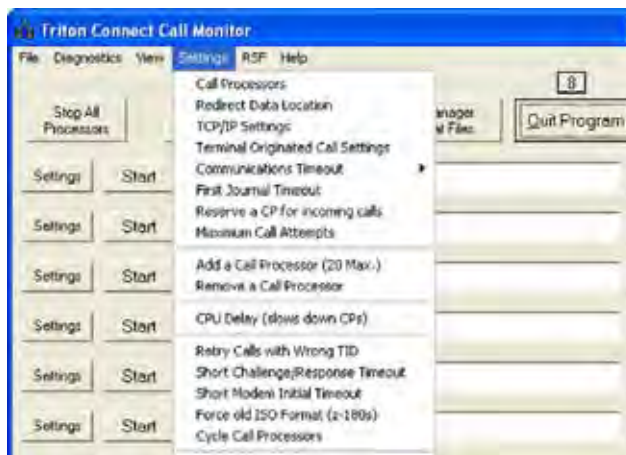 Triton Connect Call Monitor
File Diagnostics View Settings RSF Help
8
Stop All
Processors
Quit Program
Call Processors
Redirect Data Location
TCP/IP Settings
Terminal Originated Call Settings
Communications Timeout
First Journal Timeout
Reserve a CP for incoming calls
Maximum Call Attempts
Add a Call Processor (20 Max.)
Remove a Call Processor
CPU Delay (slows down CPs)
Retry Calls with Wrong TID
Short Challenge/Response Timeout
Short Modem Initial Timeout
Force old ISO Format (z-180s)
Cycle Call Processors
Settings Start
Settings Start
Settings Start
Settings Start
Settings Start
Settings Start